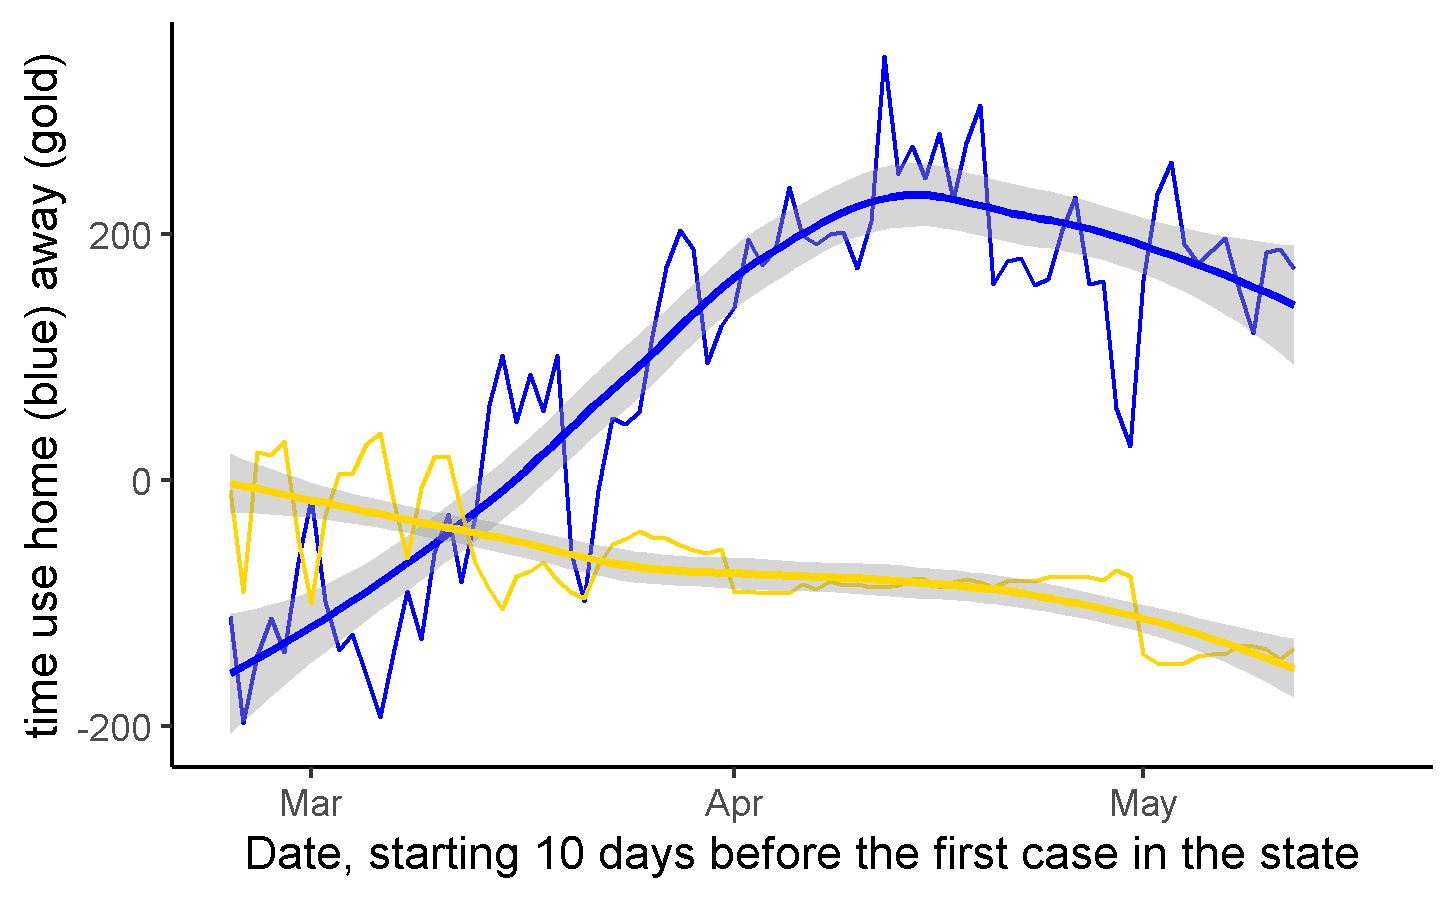 time use home (blue) away (gold)
200
0
-200
Mar Apr May
Date, starting 10 days before the first case in the state